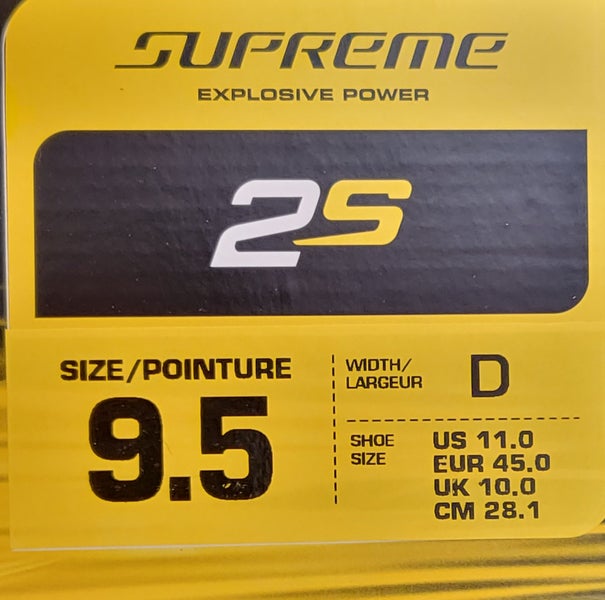 SUPREME
EXPLOSIVE POWER
2S
SIZE/POINTURE
9.5
WIDTH/
LARGEUR
D
SHOE
SIZE
US 11.0
EUR 45.0
UK 10.0
CM 28.1